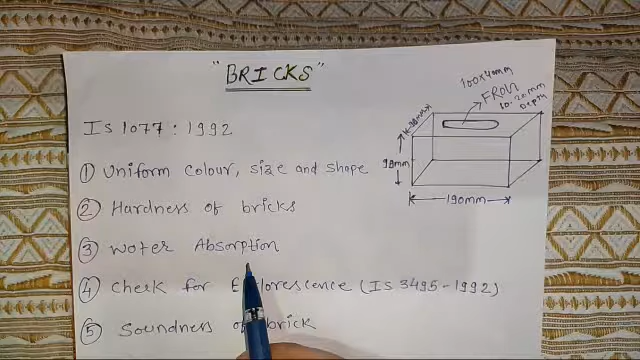 "BRICKS"
100x40mm
FROG
10-20mm
Depth
IS 1077:1992
① Uniform colour, size and shape
90mm
② Hardness of bricks
190mm
③ Water Absorption
④ Check for (IS 3495-1992)
⑤ Soundness of brick